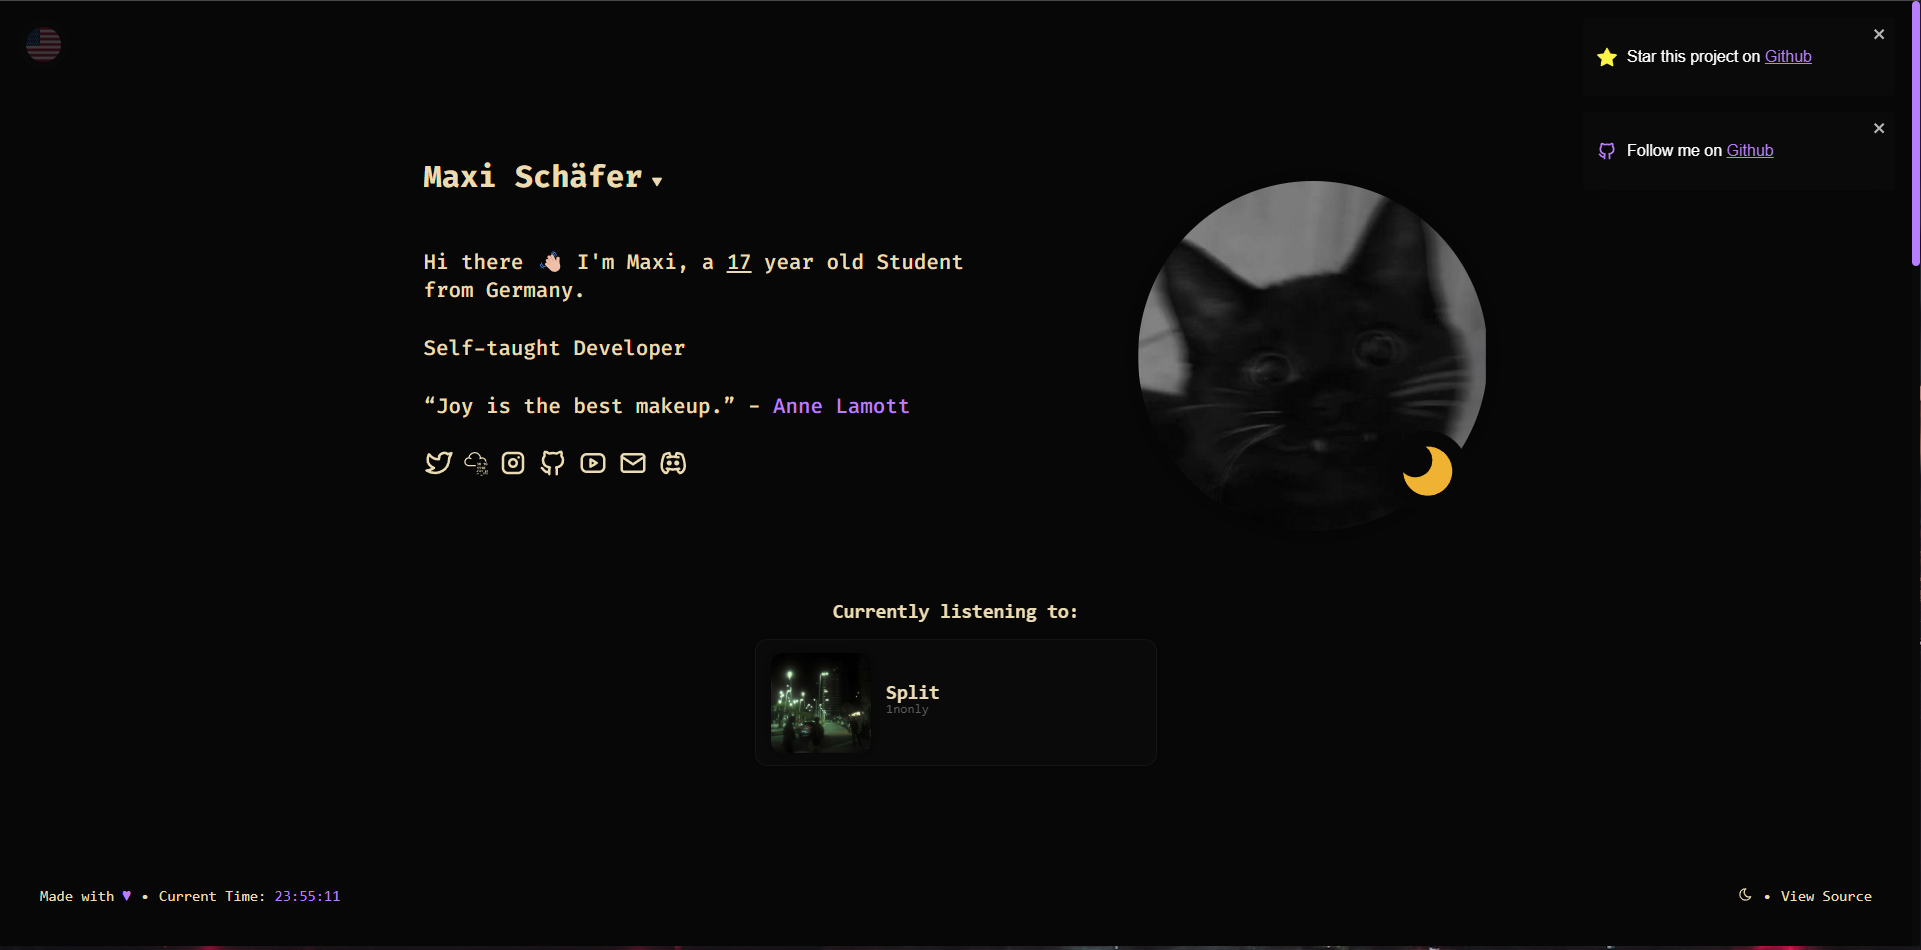 Star this project on Github
Follow me on Github
Maxi Schäfer
Hi there 👋🏻 I'm Maxi, a 17 year old Student
from Germany.
Self-taught Developer
“Joy is the best makeup.” - Anne Lamott
Currently listening to:
Split
1nonly
Made with ♥ • Current Time: 23:55:11
• View Source